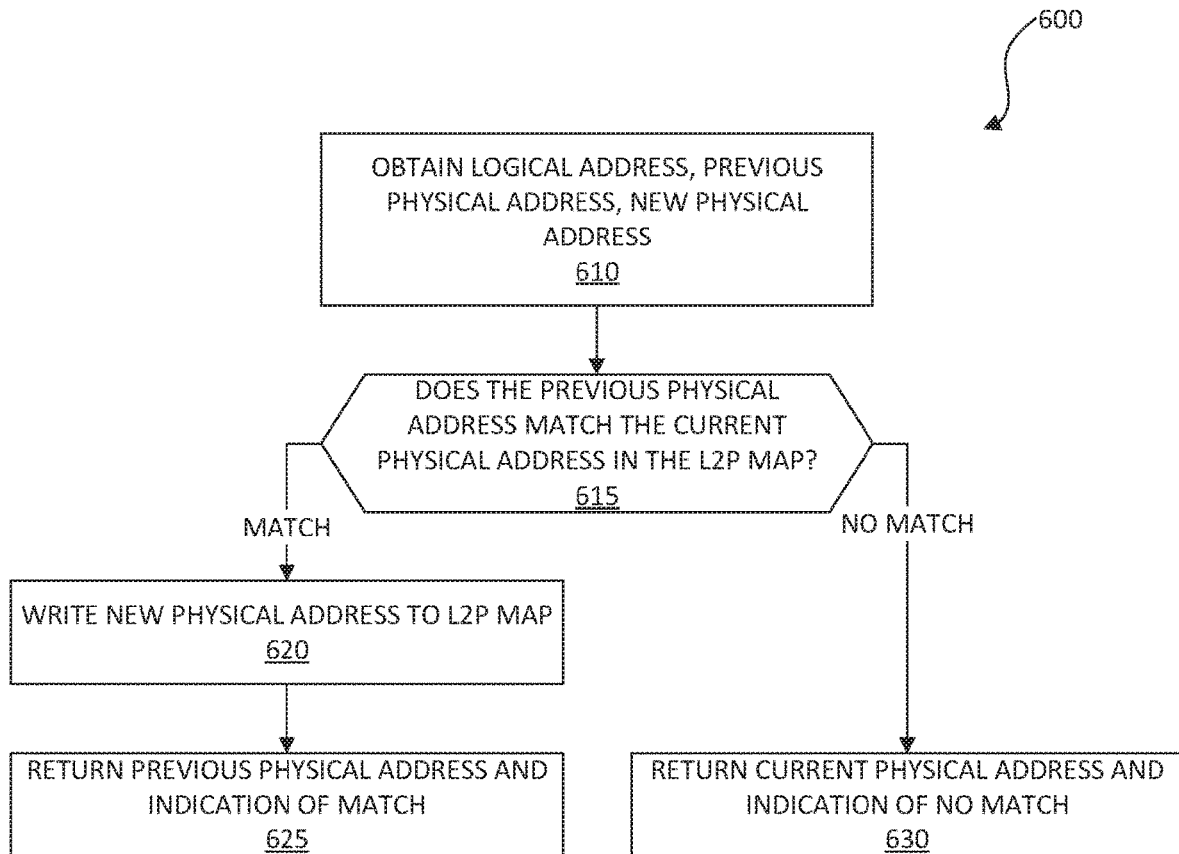 600
OBTAIN LOGICAL ADDRESS, PREVIOUS
PHYSICAL ADDRESS, NEW PHYSICAL
ADDRESS
610
DOES THE PREVIOUS PHYSICAL
ADDRESS MATCH THE CURRENT
PHYSICAL ADDRESS IN THE L2P MAP?
615
MATCH
NO MATCH
WRITE NEW PHYSICAL ADDRESS TO L2P MAP
620
RETURN PREVIOUS PHYSICAL ADDRESS AND
INDICATION OF MATCH
625
RETURN CURRENT PHYSICAL ADDRESS AND
INDICATION OF NO MATCH
630